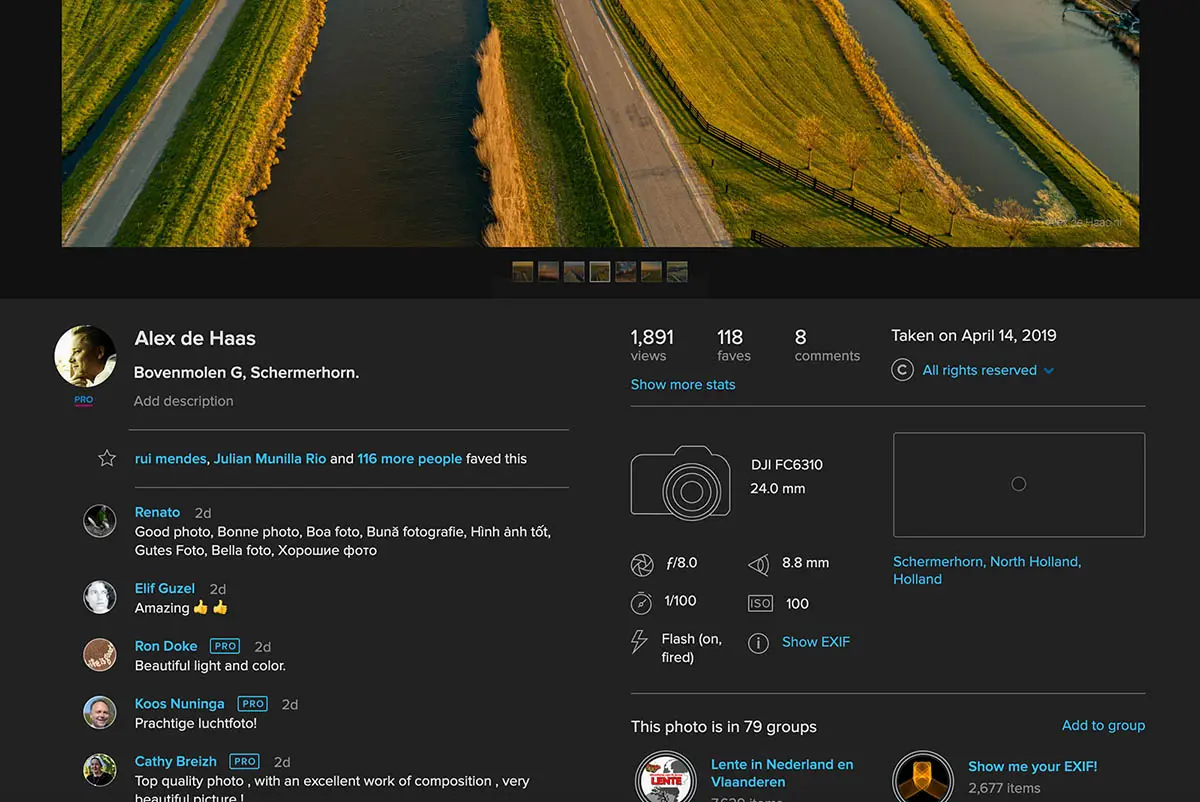 Alex de Haas
PRO
Bovenmolen G, Schermerhorn.
Add description
rui mendes, Julian Munilla Rio and 116 more people faved this
Renato 2d
Good photo, Bonne photo, Boa foto, Bună fotografie, Hình ảnh tốt,
Gutes Foto, Bella foto, Хорошие фото
Elif Guzel 2d
Amazing 👍 👍
Ron Doke PRO 2d
Beautiful light and color.
Koos Nuninga PRO 2d
Prachtige luchtfoto!
Cathy Breizh PRO 2d
Top quality photo , with an excellent work of composition , very
beautiful picture !
1,891 118 8
views faves comments
Show more stats
Taken on April 14, 2019
© All rights reserved
DJI FC6310
24.0 mm
ƒ/8.0 8.8 mm
1/100 ISO 100
Flash (on,
fired)
Show EXIF
Schermerhorn, North Holland,
Holland
This photo is in 79 groups Add to group
LENTE
Lente in Nederland en
Vlaanderen
Show me your EXIF!
2,677 items